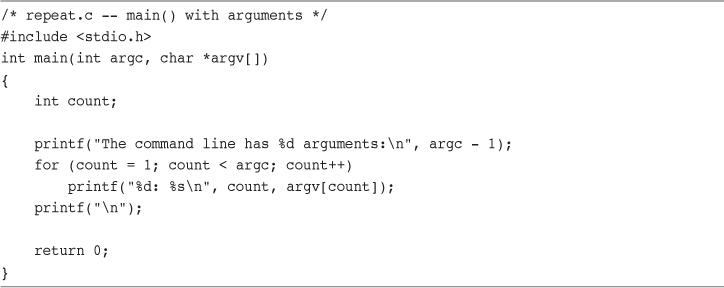 /* repeat.c -- main() with arguments */
#include <stdio.h>
int main(int argc, char *argv[])
{
    int count;

    printf("The command line has %d arguments:\n", argc - 1);
    for (count = 1; count < argc; count++)
        printf("%d: %s\n", count, argv[count]);
    printf("\n");

    return 0;
}